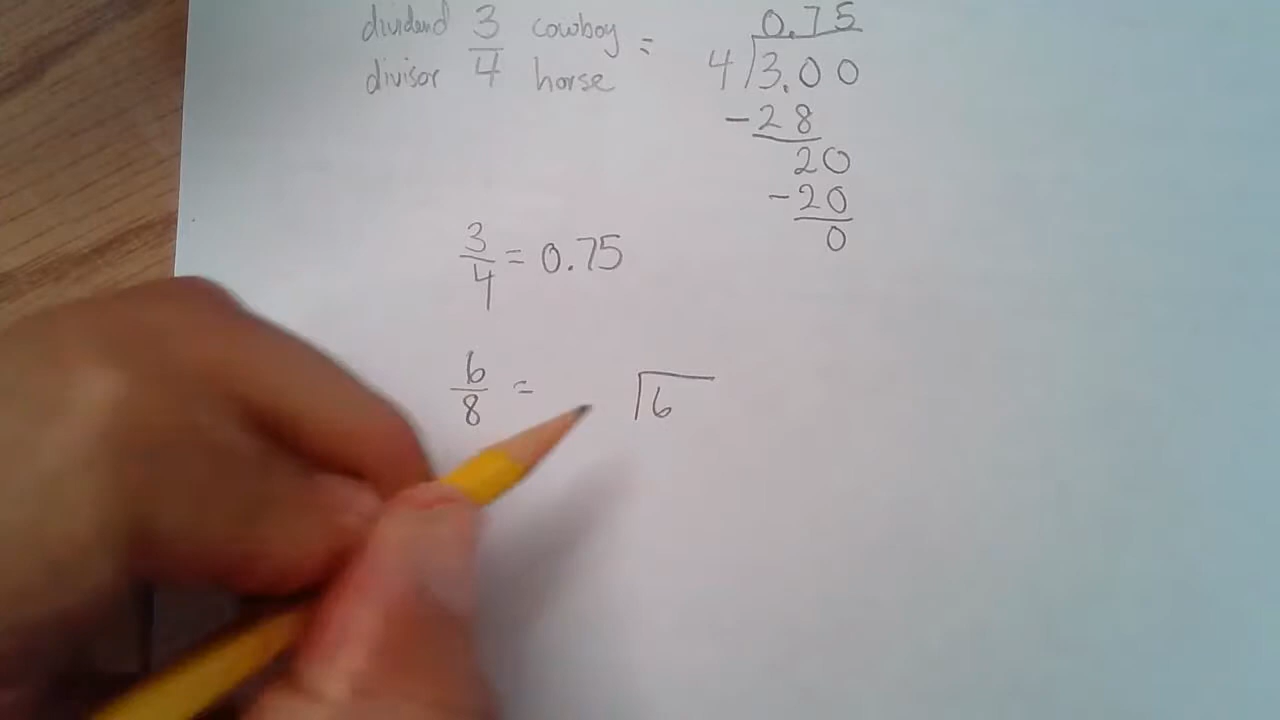 dividend 3 cowboy = 0.75
divisor 4 horse 4 3.00
-28
20
-20
0
3/4 = 0.75
6/8 = 6